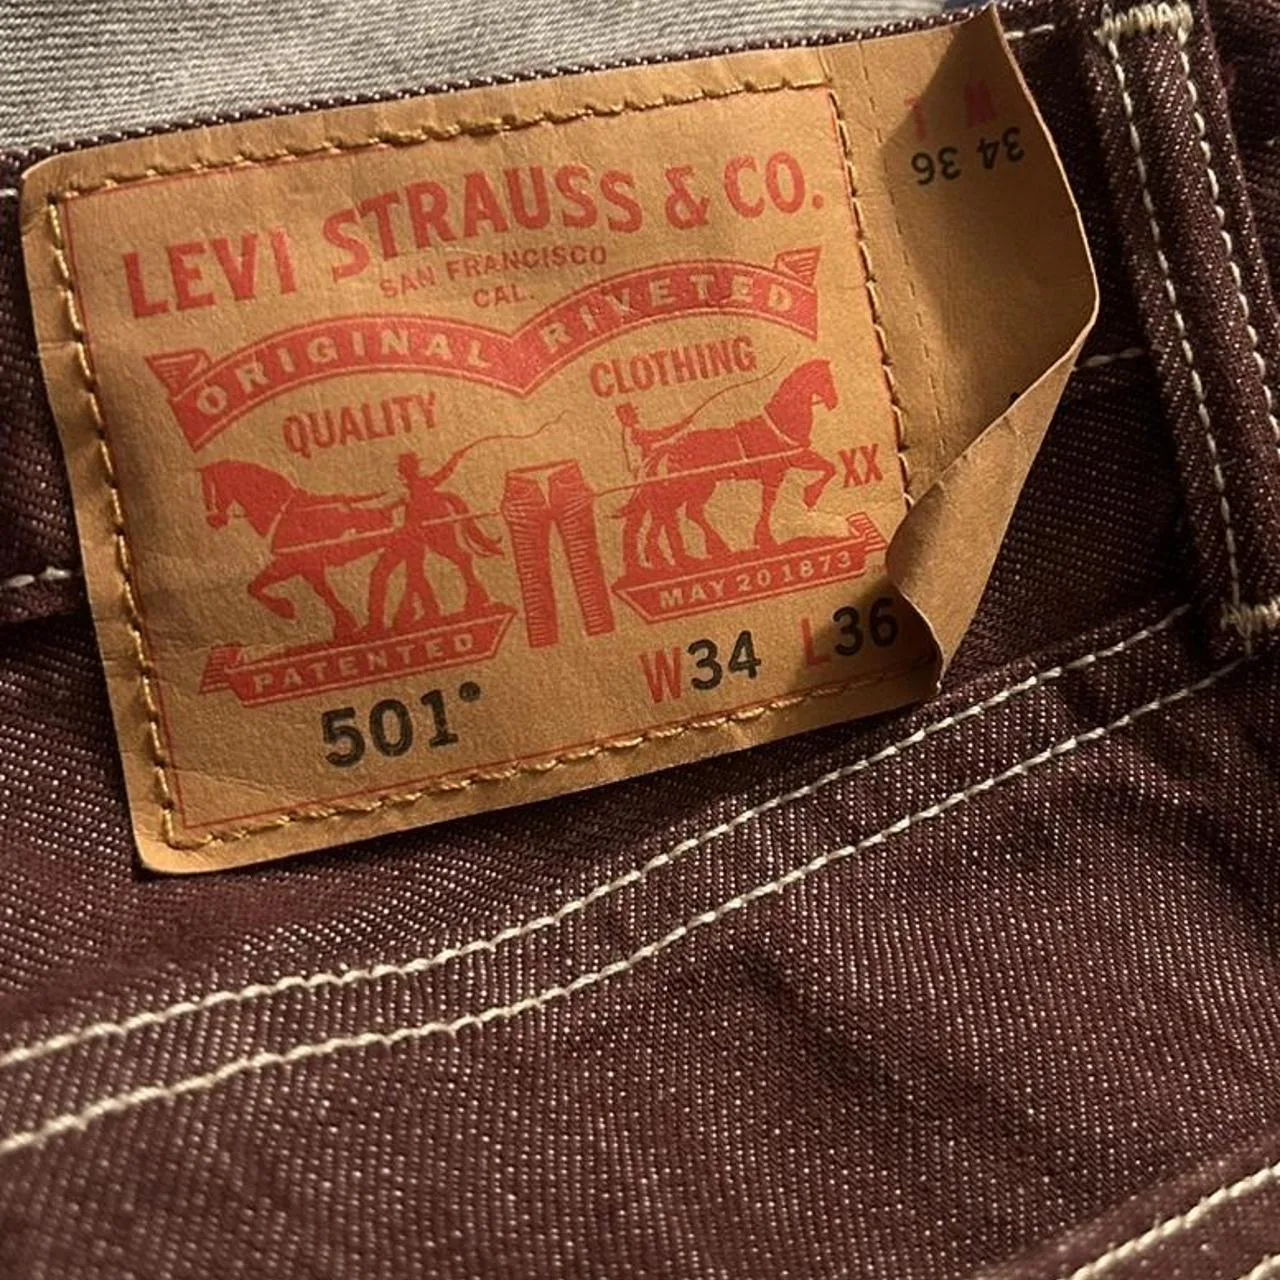 LEVI STRAUSS & CO.
SAN FRANCISCO
CAL.
ORIGINAL RIVETED
QUALITY CLOTHING
XX
PATENTED MAY 20 1873
501® W34 L36
W L
34 36